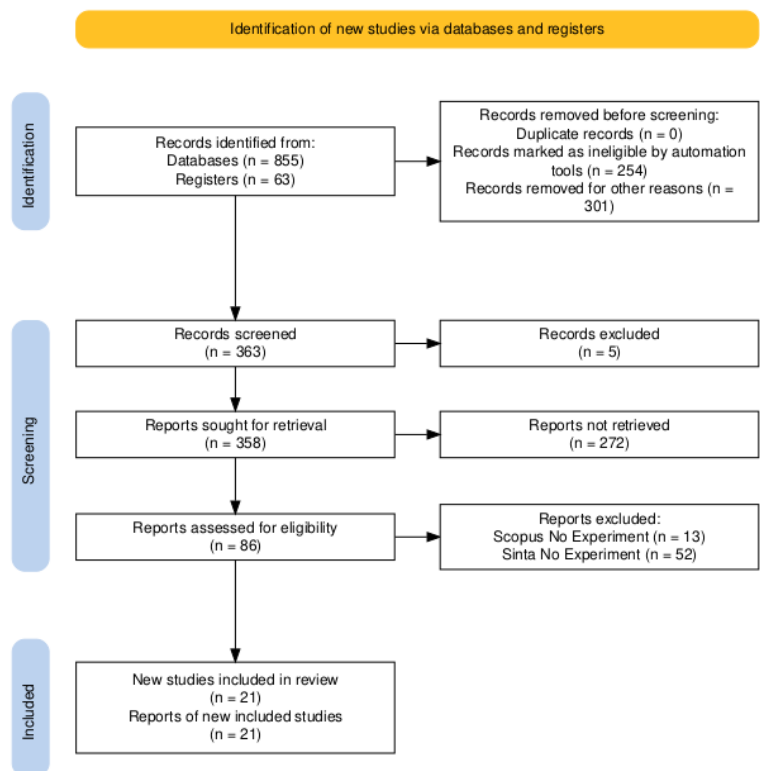 Identification of new studies via databases and registers
Identification
Records identified from:
Databases (n = 855)
Registers (n = 63)
Records removed before screening:
Duplicate records (n = 0)
Records marked as ineligible by automation
tools (n = 254)
Records removed for other reasons (n =
301)
Screening
Records screened
(n = 363)
Records excluded
(n = 5)
Reports sought for retrieval
(n = 358)
Reports not retrieved
(n = 272)
Reports assessed for eligibility
(n = 86)
Reports excluded:
Scopus No Experiment (n = 13)
Sinta No Experiment (n = 52)
Included
New studies included in review
(n = 21)
Reports of new included studies
(n = 21)